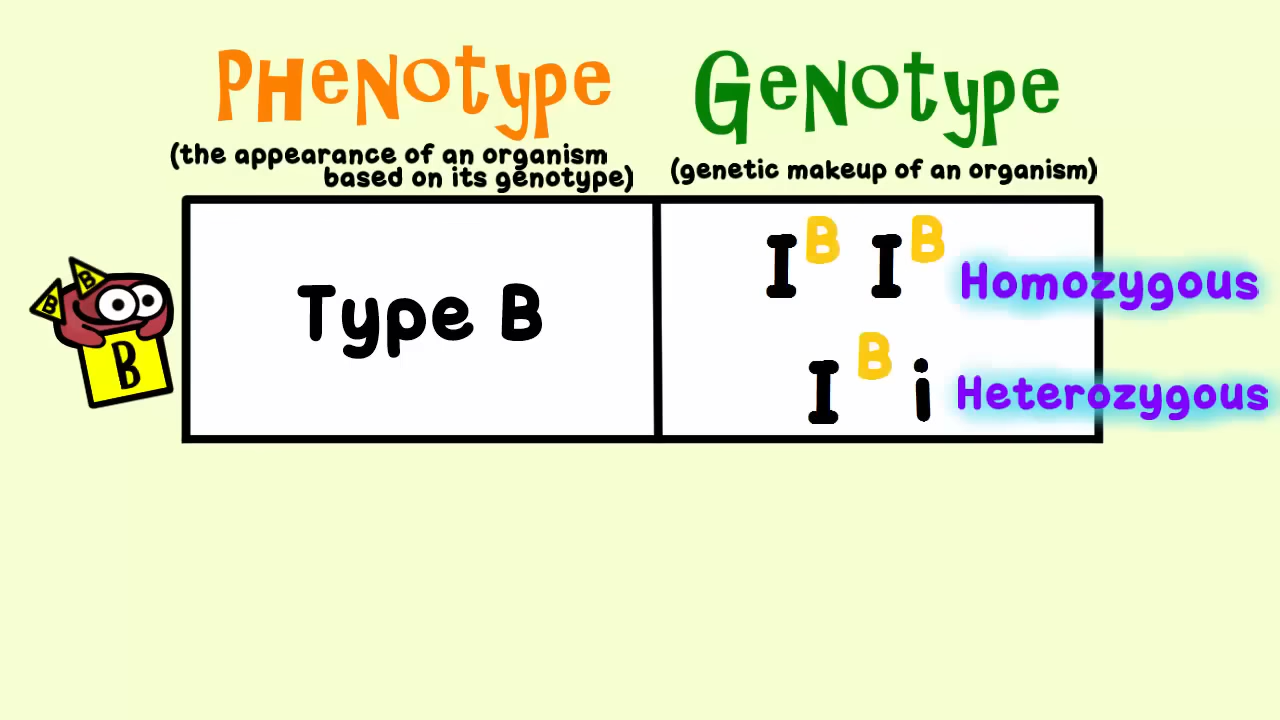 Phenotype
(the appearance of an organism
based on its genotype)
Genotype
(genetic makeup of an organism)
B B
B
Type B
I^B I^B Homozygous
I^B i Heterozygous